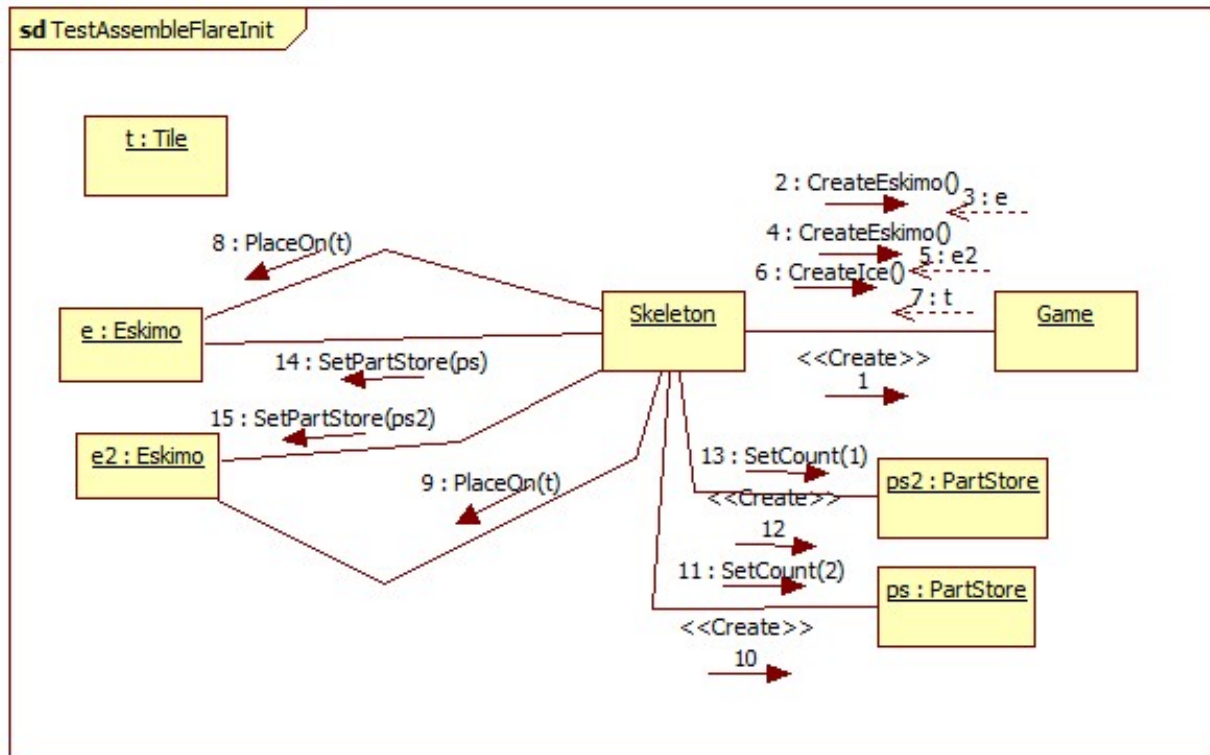 sd TestAssembleFlareInit
t : Tile
2 : CreateEskimo()
3 : e
8 : PlaceOn(t)
4 : CreateEskimo()
5 : e2
6 : CreateIce()
7 : t
e : Eskimo
Skeleton
Game
14 : SetPartStore(ps)
<<Create>>
1
15 : SetPartStore(ps2)
e2 : Eskimo
13 : SetCount(1)
9 : PlaceOn(t)
ps2 : PartStore
<<Create>>
12
11 : SetCount(2)
ps : PartStore
<<Create>>
10